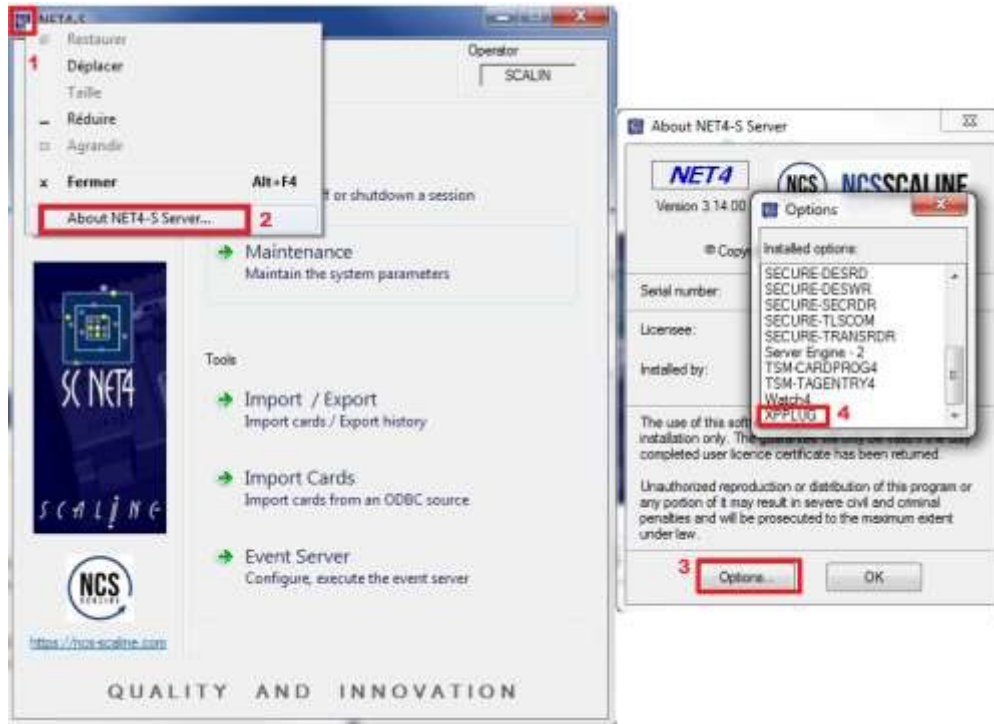 NET4-S
1
Restaurer
Déplacer
Taille
Réduire
Agrandir
Fermer Alt+F4
About NET4-S Server... 2
Operator
SCALIN
or shutdown a session
Maintenance
Maintain the system parameters
Tools
Import / Export
Import cards / Export history
Import Cards
Import cards from an ODBC source
Event Server
Configure, execute the event server
SC NET4
SCALINE
NCS
SCALINE
https://ncs-scaline.com
QUALITY AND INNOVATION
About NET4-S Server
NET4
Version 3.14.00
NCS NCSSCALINE
© Copy
Serial number:
Licensee:
Installed by:
Options
Installed options:
SECURE-DESRD
SECURE-DESWR
SECURE-SECRDR
SECURE-TLSCOM
SECURE-TRANSRDR
Server Engine - 2
TSM-CARDPROG4
TSM-TAGENTRY4
Watch4
XPPLUG 4
The use of this soft
installation only. The
completed user licence certificate has been returned.
Unauthorized reproduction or distribution of this program or
any portion of it may result in severe civil and criminal
penalties and will be prosecuted to the maximum extent
under law.
3
Options... OK